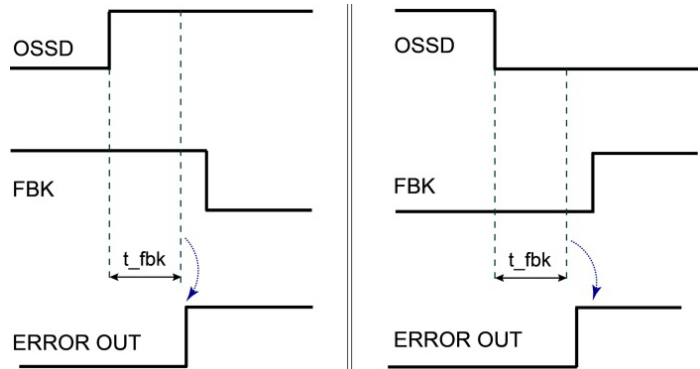 OSSD
FBK
t_fbk
ERROR OUT
OSSD
FBK
t_fbk
ERROR OUT